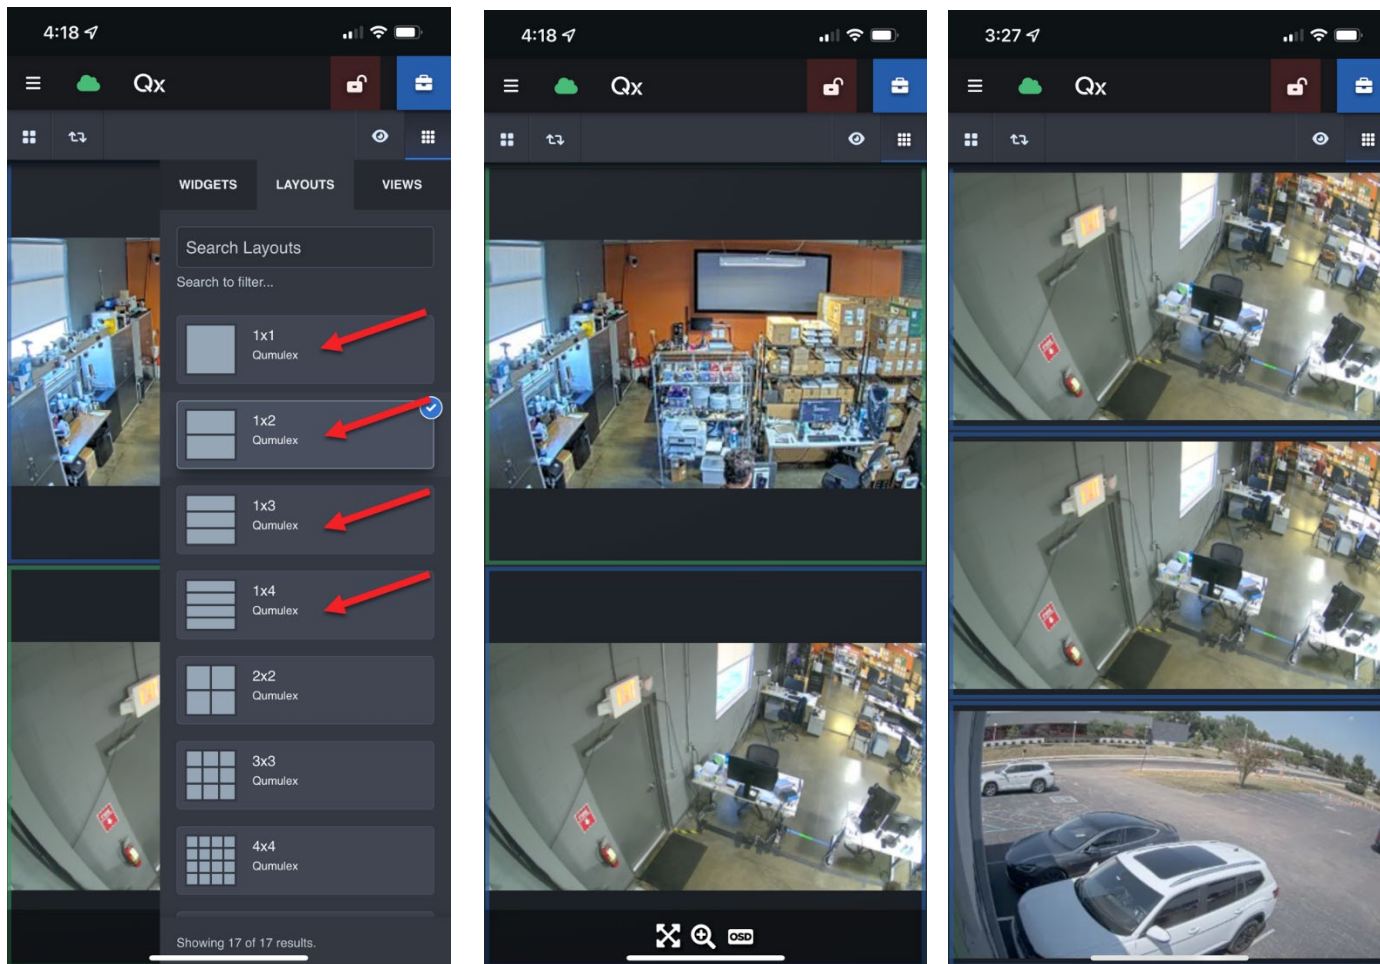 4:18
Qx
WIDGETS LAYOUTS VIEWS
Search Layouts
Search to filter...
1x1
Qumulex
1x2
Qumulex
1x3
Qumulex
1x4
Qumulex
2x2
Qumulex
3x3
Qumulex
4x4
Qumulex
Showing 17 of 17 results.
4:18
Qx
OSD
3:27
Qx